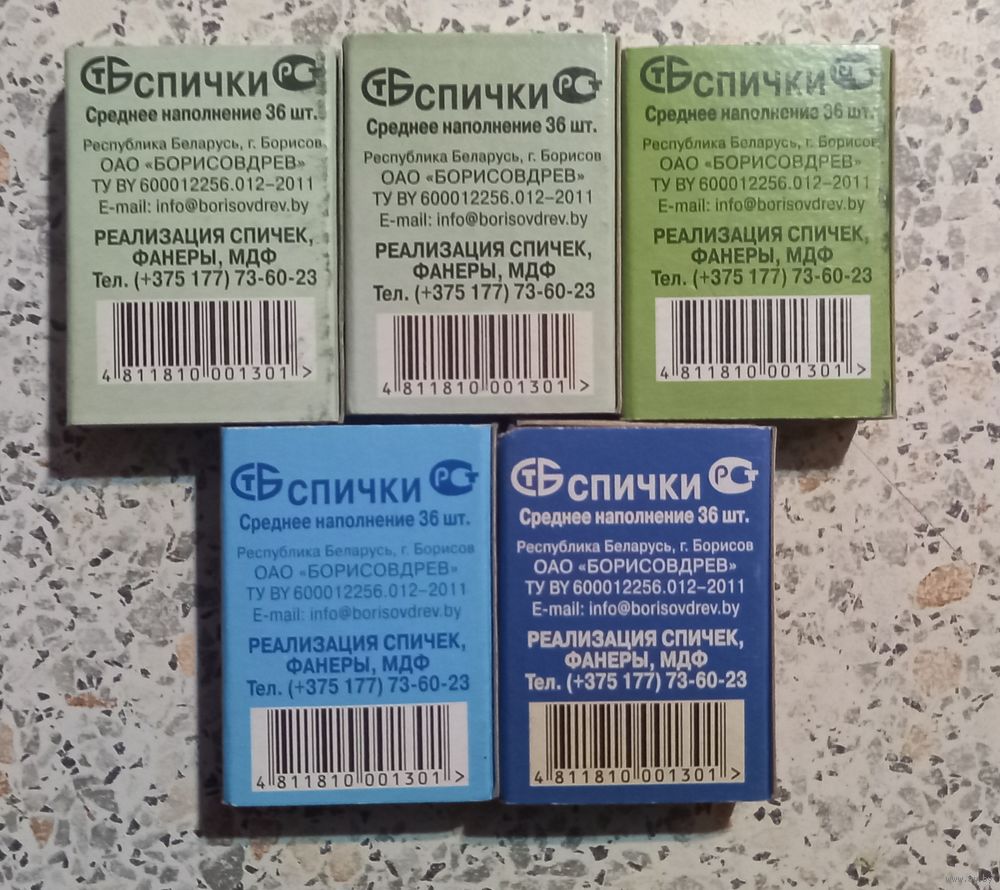 СТБ СПИЧКИ РСТ
Среднее наполнение 36 шт.
Республика Беларусь, г. Борисов
ОАО «БОРИСОВДРЕВ»
ТУ BY 600012256.012–2011
E-mail: info@borisovdrev.by
РЕАЛИЗАЦИЯ СПИЧЕК,
ФАНЕРЫ, МДФ
Тел. (+375 177) 73-60-23
4 811810 001301 >
СТБ СПИЧКИ РСТ
Среднее наполнение 36 шт.
Республика Беларусь, г. Борисов
ОАО «БОРИСОВДРЕВ»
ТУ BY 600012256.012–2011
E-mail: info@borisovdrev.by
РЕАЛИЗАЦИЯ СПИЧЕК,
ФАНЕРЫ, МДФ
Тел. (+375 177) 73-60-23
4 811810 001301 >
СТБ СПИЧКИ РСТ
Среднее наполнение 36 шт.
Республика Беларусь, г. Борисов
ОАО «БОРИСОВДРЕВ»
ТУ BY 600012256.012–2011
E-mail: info@borisovdrev.by
РЕАЛИЗАЦИЯ СПИЧЕК,
ФАНЕРЫ, МДФ
Тел. (+375 177) 73-60-23
4 811810 001301 >
СТБ СПИЧКИ РСТ
Среднее наполнение 36 шт.
Республика Беларусь, г. Борисов
ОАО «БОРИСОВДРЕВ»
ТУ BY 600012256.012–2011
E-mail: info@borisovdrev.by
РЕАЛИЗАЦИЯ СПИЧЕК,
ФАНЕРЫ, МДФ
Тел. (+375 177) 73-60-23
4 811810 001301 >
СТБ СПИЧКИ РСТ
Среднее наполнение 36 шт.
Республика Беларусь, г. Борисов
ОАО «БОРИСОВДРЕВ»
ТУ BY 600012256.012–2011
E-mail: info@borisovdrev.by
РЕАЛИЗАЦИЯ СПИЧЕК,
ФАНЕРЫ, МДФ
Тел. (+375 177) 73-60-23
4 811810 001301 >